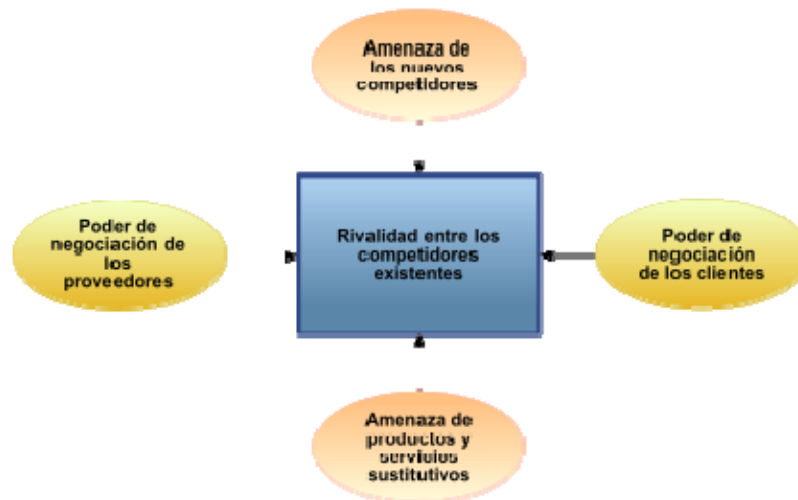 Amenaza de
los nuevos
competidores
Poder de
negociación de
los
proveedores
Rivalidad entre los
competidores
existentes
Poder de
negociación
de los clientes
Amenaza de
productos y
servicios
sustitutivos